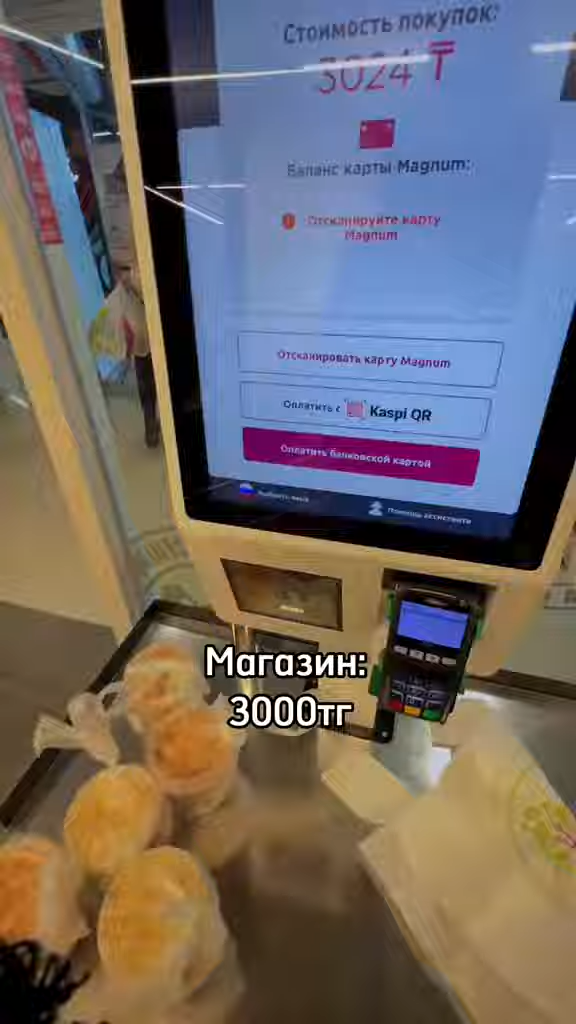 Стоимость покупок:
3024 ₸
Баланс карты Magnum:
Отсканируйте карту
Magnum
Отсканировать карту Magnum
Оплатить с Kaspi QR
Оплатить банковской картой
Помощь ассистента
Магазин:
3000тг